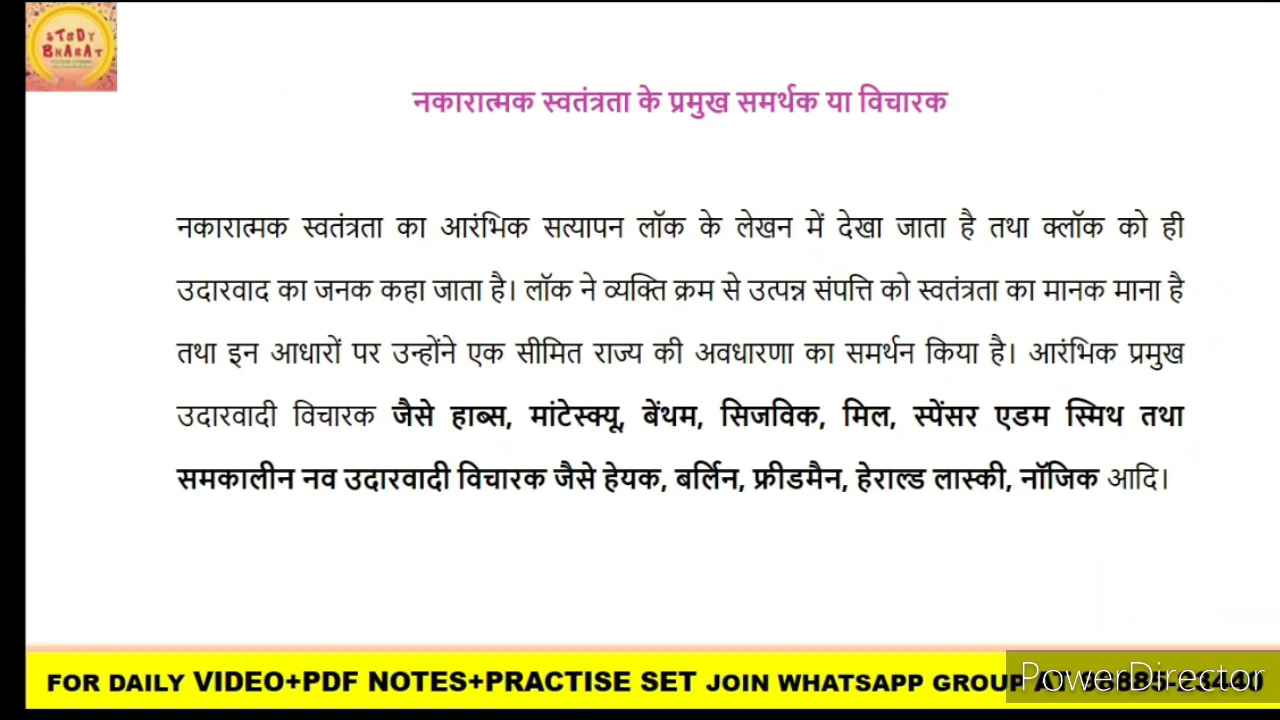 STUDY
BHARAT
नकारात्मक स्वतंत्रता के प्रमुख समर्थक या विचारक
नकारात्मक स्वतंत्रता का आरंभिक सत्यापन लॉक के लेखन में देखा जाता है तथा क्लॉक को ही
उदारवाद का जनक कहा जाता है। लॉक ने व्यक्ति क्रम से उत्पन्न संपत्ति को स्वतंत्रता का मानक माना है
तथा इन आधारों पर उन्होंने एक सीमित राज्य की अवधारणा का समर्थन किया है। आरंभिक प्रमुख
उदारवादी विचारक जैसे हाब्स, मांटेस्क्यू, बेंथम, सिजविक, मिल, स्पेंसर एडम स्मिथ तथा
समकालीन नव उदारवादी विचारक जैसे हेयक, बर्लिन, फ्रीडमैन, हेराल्ड लास्की, नॉजिक आदि।
FOR DAILY VIDEO+PDF NOTES+PRACTISE SET JOIN WHATSAPP GROUP AT
PowerDirector